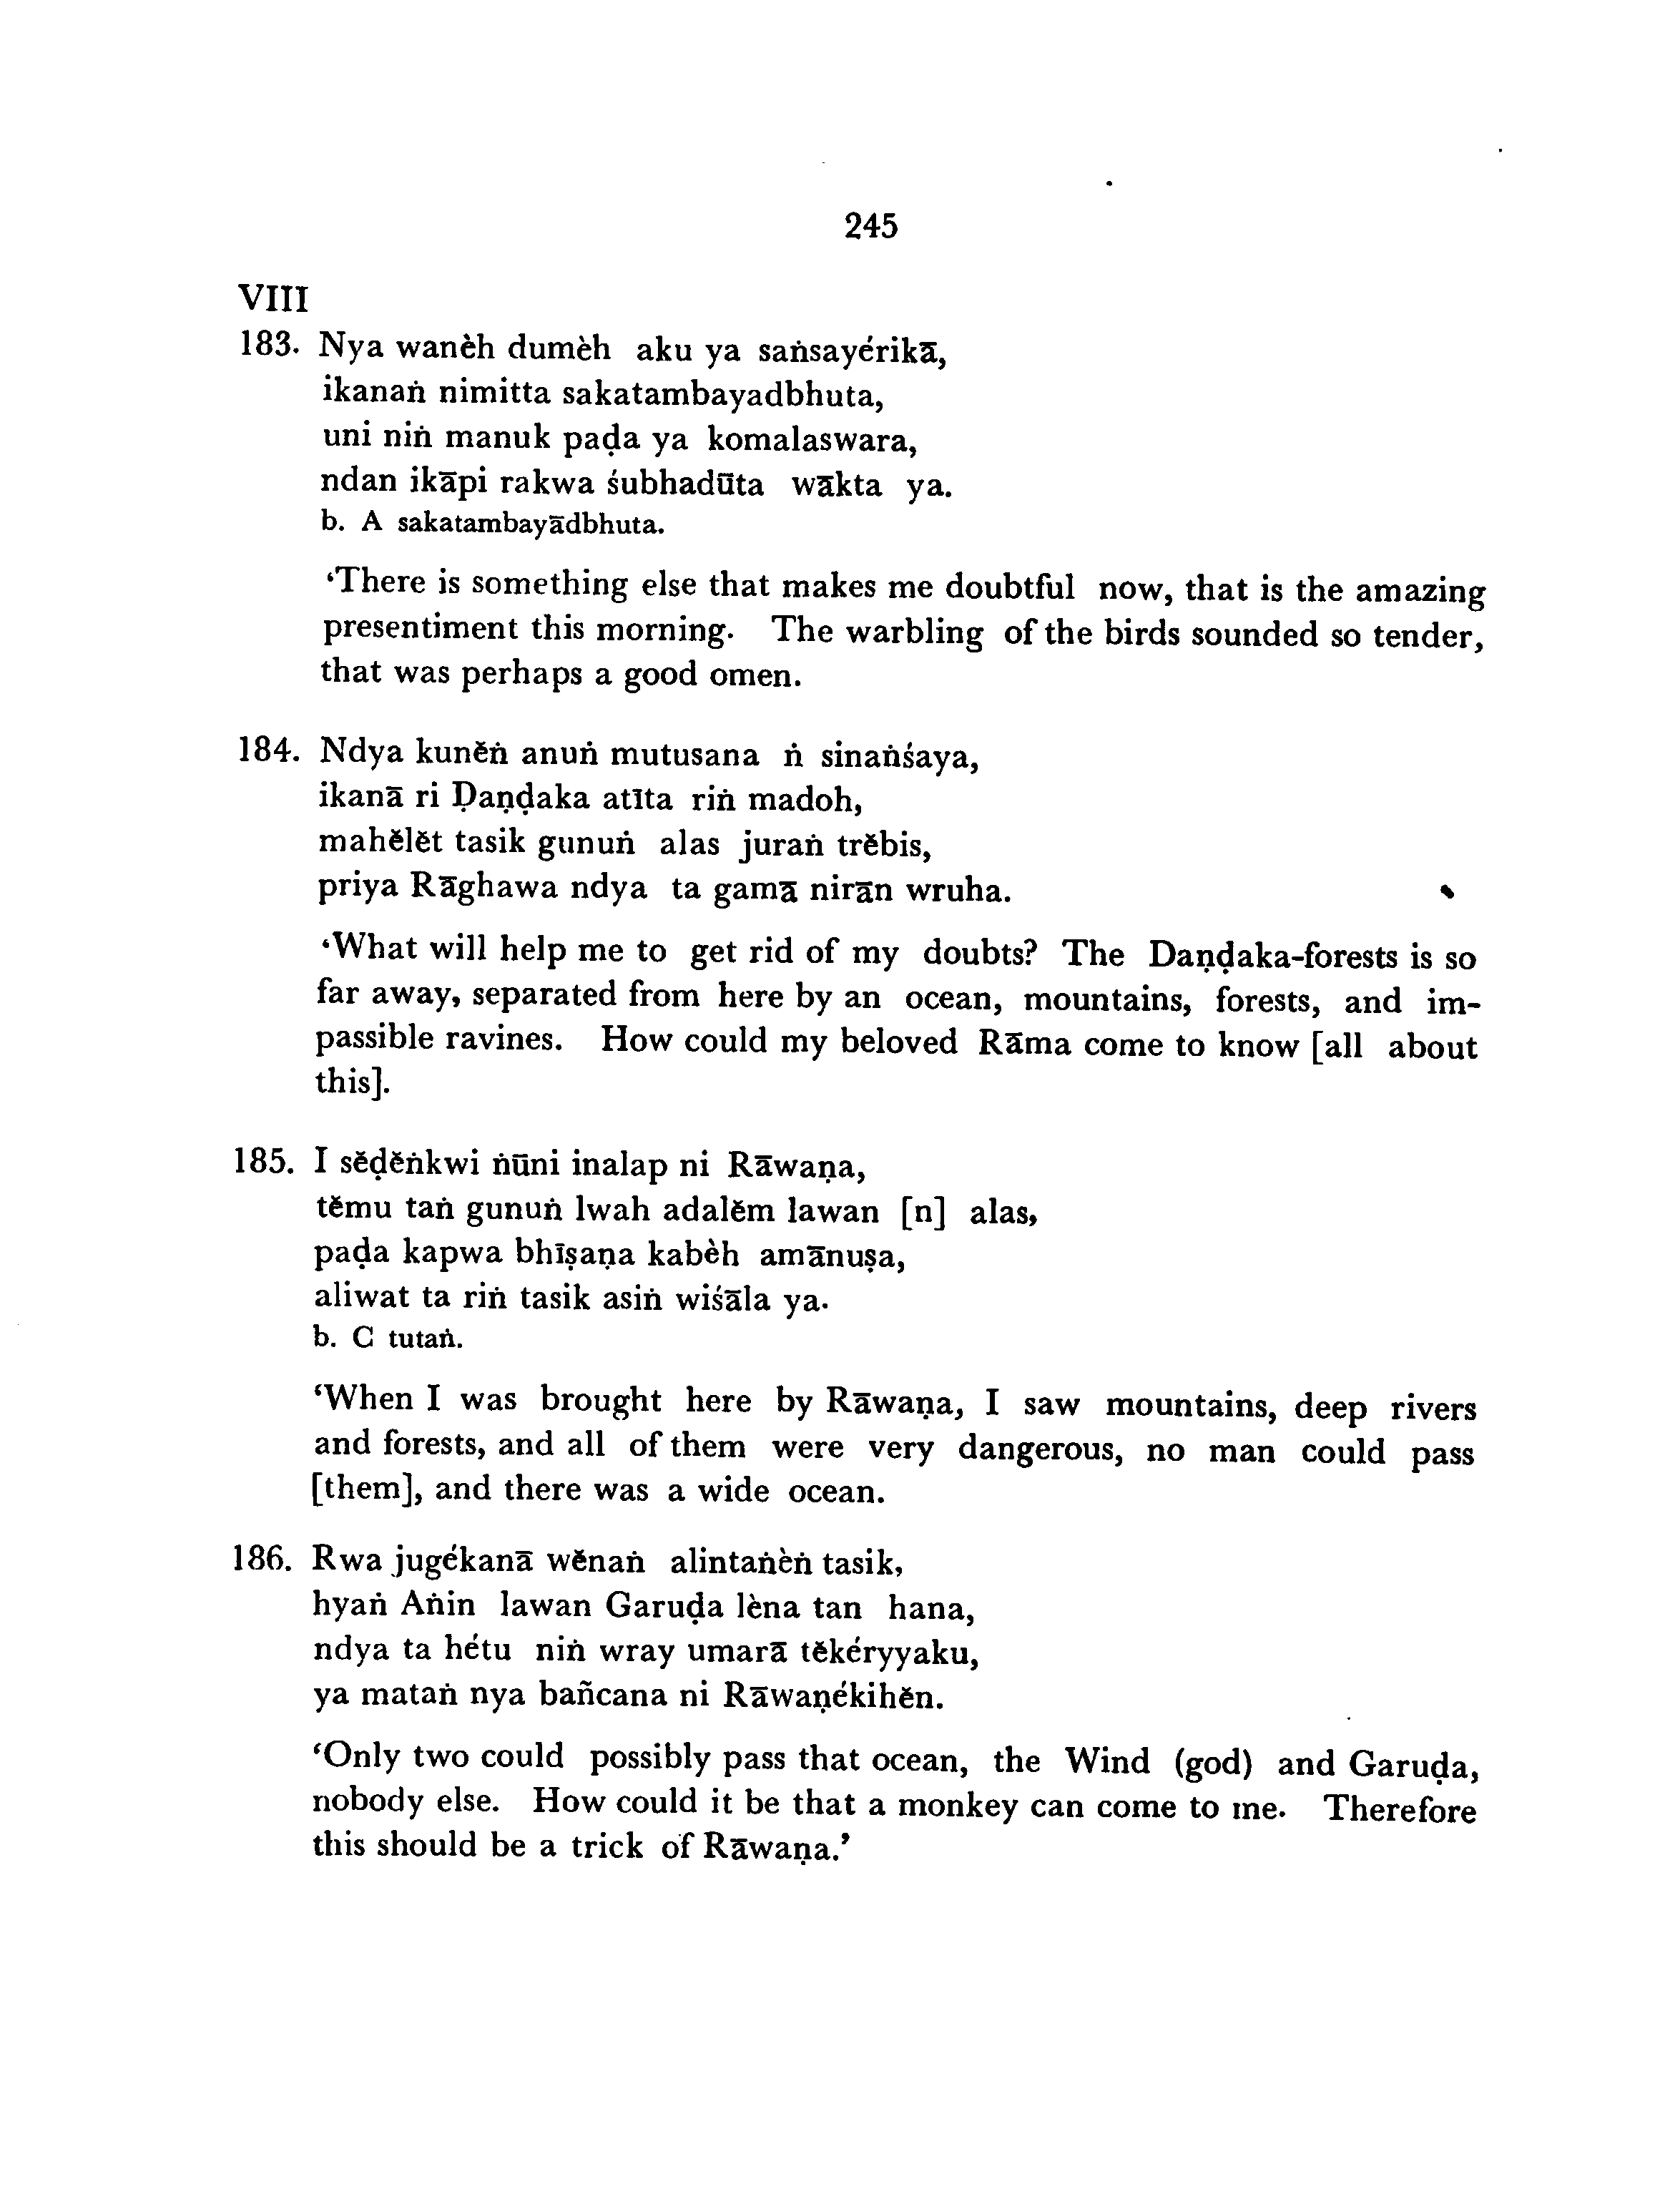 245
VIII
183. Nya wanèh dumèh aku ya saṅsayérikā,
ikanaṅ nimitta sakatambayadbhuta,
uni niṅ manuk paḍa ya komalaswara,
ndan ikāpi rakwa śubhadūta wākta ya.
b. A sakatambayādbhuta.
‘There is something else that makes me doubtful now, that is the amazing
presentiment this morning. The warbling of the birds sounded so tender,
that was perhaps a good omen.
184. Ndya kunĕṅ anuṅ mutusana ṅ sinaṅśaya,
ikanā ri Ḍaṇḍaka atīta riṅ madoh,
mahĕlĕt tasik gunuṅ alas juraṅ trĕbis,
priya Rāghawa ndya ta gamā nirān wruha.
‘What will help me to get rid of my doubts? The Daṇḍaka-forests is so
far away, separated from here by an ocean, mountains, forests, and im-
passible ravines. How could my beloved Rāma come to know [all about
this].
185. I sĕḍĕṅkwi ṅūni inalap ni Rāwaṇa,
tĕmu taṅ gunuṅ lwah adalĕm lawan [n] alas,
paḍa kapwa bhīṣaṇa kabèh amānuṣa,
aliwat ta riṅ tasik asiṅ wiśāla ya.
b. C tutaṅ.
‘When I was brought here by Rāwaṇa, I saw mountains, deep rivers
and forests, and all of them were very dangerous, no man could pass
[them], and there was a wide ocean.
186. Rwa jugékanā wĕnaṅ alintaṅèṅ tasik,
hyaṅ Aṅin lawan Garuḍa lèna tan hana,
ndya ta hétu niṅ wray umarā tĕkéryyaku,
ya mataṅ nya bañcana ni Rāwaṇékihĕn.
‘Only two could possibly pass that ocean, the Wind (god) and Garuḍa,
nobody else. How could it be that a monkey can come to me. Therefore
this should be a trick of Rāwaṇa.’